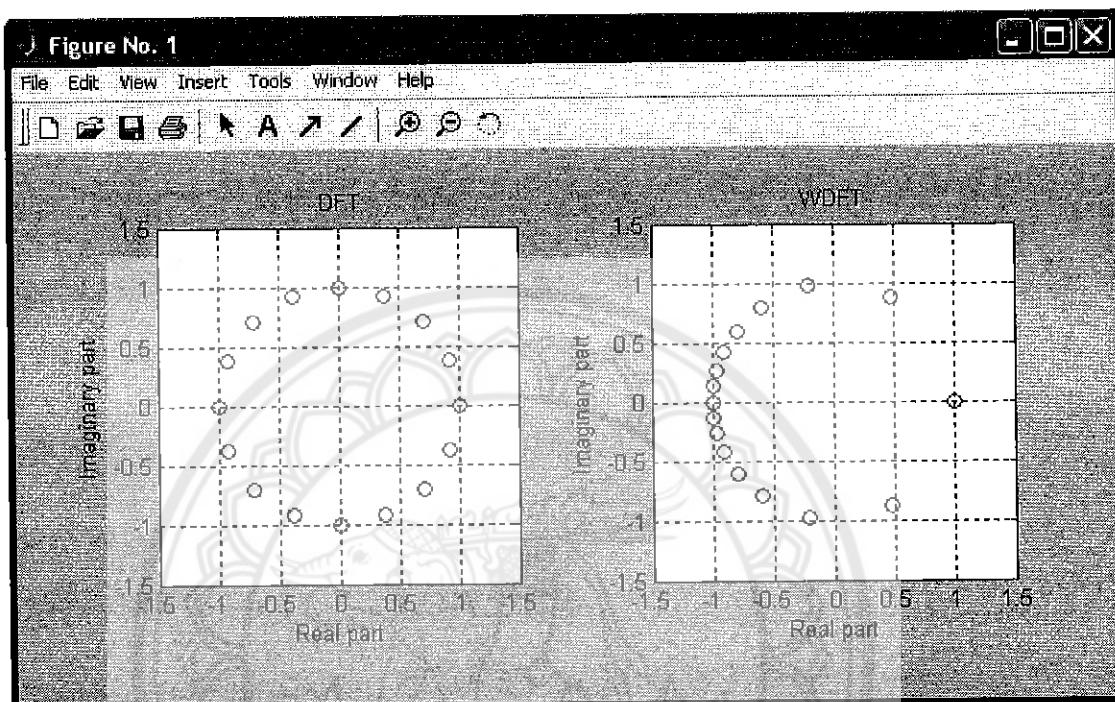 Figure No. 1
File Edit View Insert Tools Window Help
A
DFT
1.5
1
0.5
0
-0.5
-1
-1.5
Imaginary part
-1.5 -1 -0.5 0 0.5 1 1.5
Real part
WDFT
1.5
1
0.5
0
-0.5
-1
-1.5
Imaginary part
-1.5 -1 -0.5 0 0.5 1 1.5
Real part